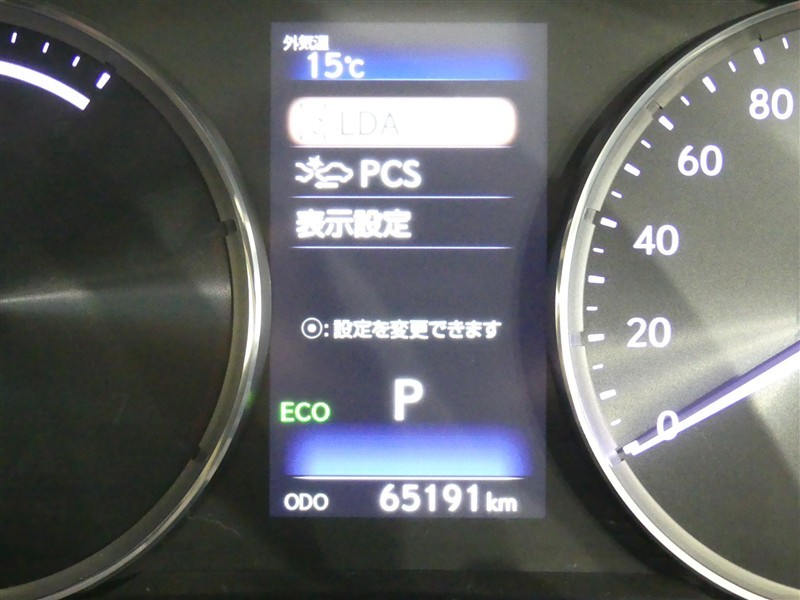 外気温
15℃
LDA
PCS
表示設定
⦿:設定を変更できます
P
ECO
ODO 65191km
80
60
40
20
0